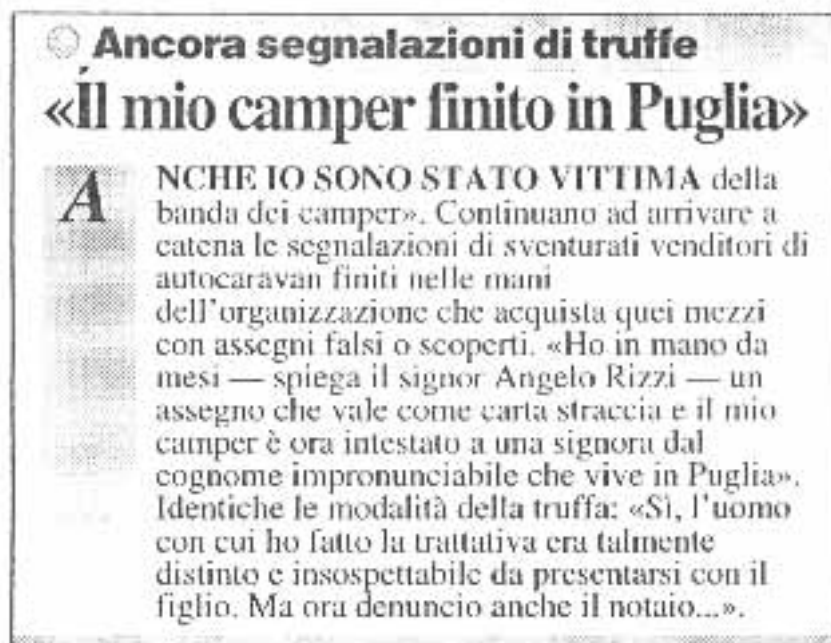 Ancora segnalazioni di truffe
«Il mio camper finito in Puglia»
ANCHE IO SONO STATO VITTIMA della
banda dei camper». Continuano ad arrivare a
catena le segnalazioni di sventurati venditori di
autocaravan finiti nelle mani
dell'organizzazione che acquista quei mezzi
con assegni falsi o scoperti. «Ho in mano da
mesi — spiega il signor Angelo Rizzi — un
assegno che vale come carta straccia e il mio
camper è ora intestato a una signora dal
cognome impronunciabile che vive in Puglia».
Identiche le modalità della truffa: «Sì, l'uomo
con cui ho fatto la trattativa era talmente
distinto e insospettabile da presentarsi con il
figlio. Ma ora denuncio anche il notaio...».